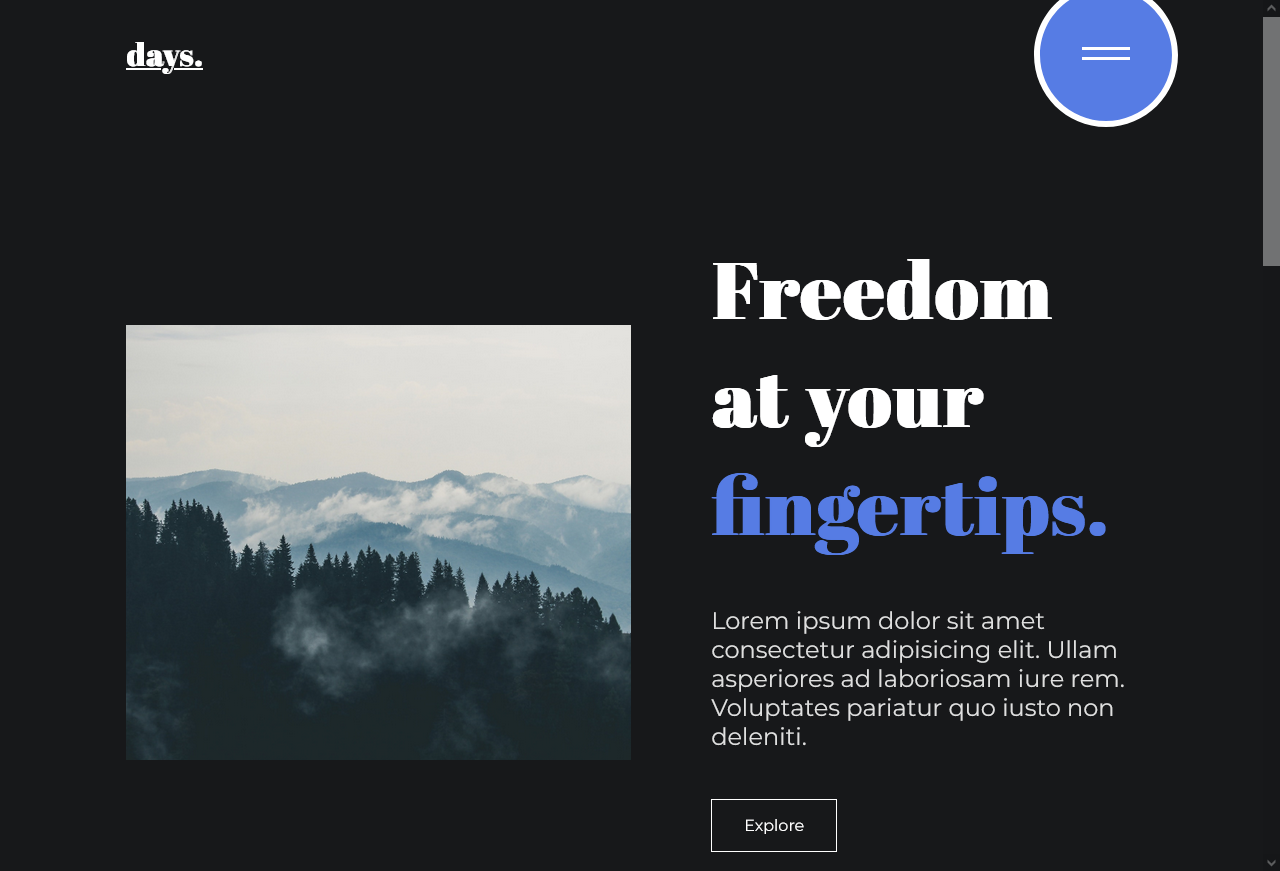 days.
Freedom
at your
fingertips.
Lorem ipsum dolor sit amet
consectetur adipisicing elit. Ullam
asperiores ad laboriosam iure rem.
Voluptates pariatur quo iusto non
deleniti.
Explore